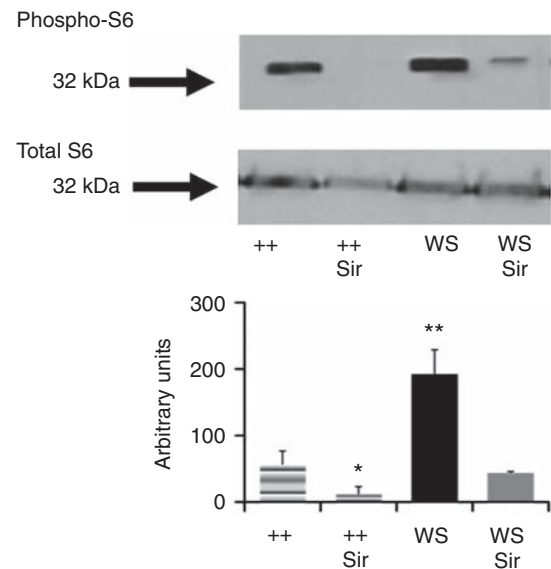 Phospho-S6
32 kDa
Total S6
32 kDa
++ ++ WS WS
Sir Sir
300
200
100
0
Arbitrary units
* **
++ ++ WS WS
Sir Sir